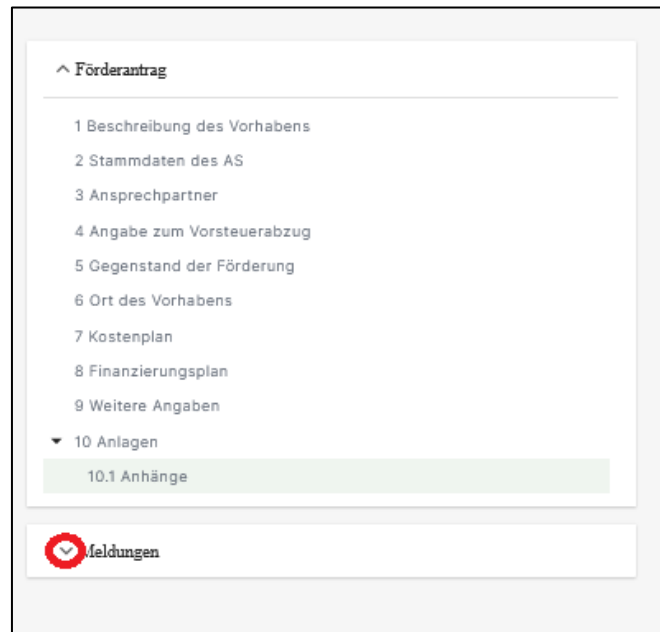 Förderantrag
1 Beschreibung des Vorhabens
2 Stammdaten des AS
3 Ansprechpartner
4 Angabe zum Vorsteuerabzug
5 Gegenstand der Förderung
6 Ort des Vorhabens
7 Kostenplan
8 Finanzierungsplan
9 Weitere Angaben
10 Anlagen
10.1 Anhänge
Meldungen